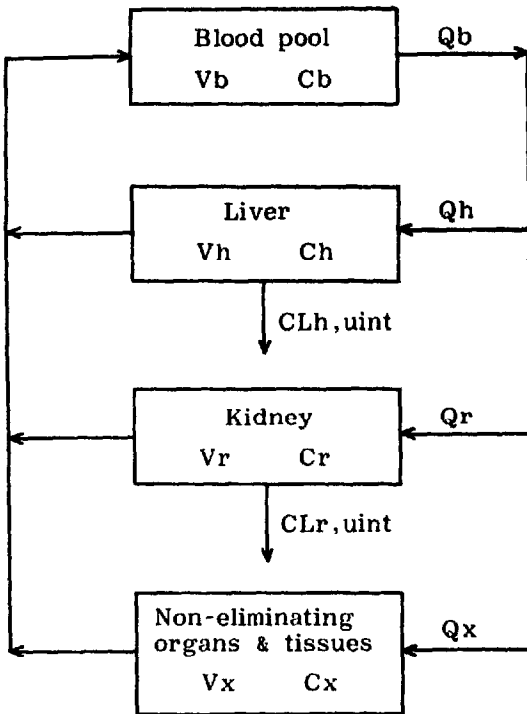 Blood pool
Qb
Vb Cb
Liver
Qh
Vh Ch
CLh,uint
Kidney
Qr
Vr Cr
CLr,uint
Non-eliminating
organs & tissues
Qx
Vx Cx